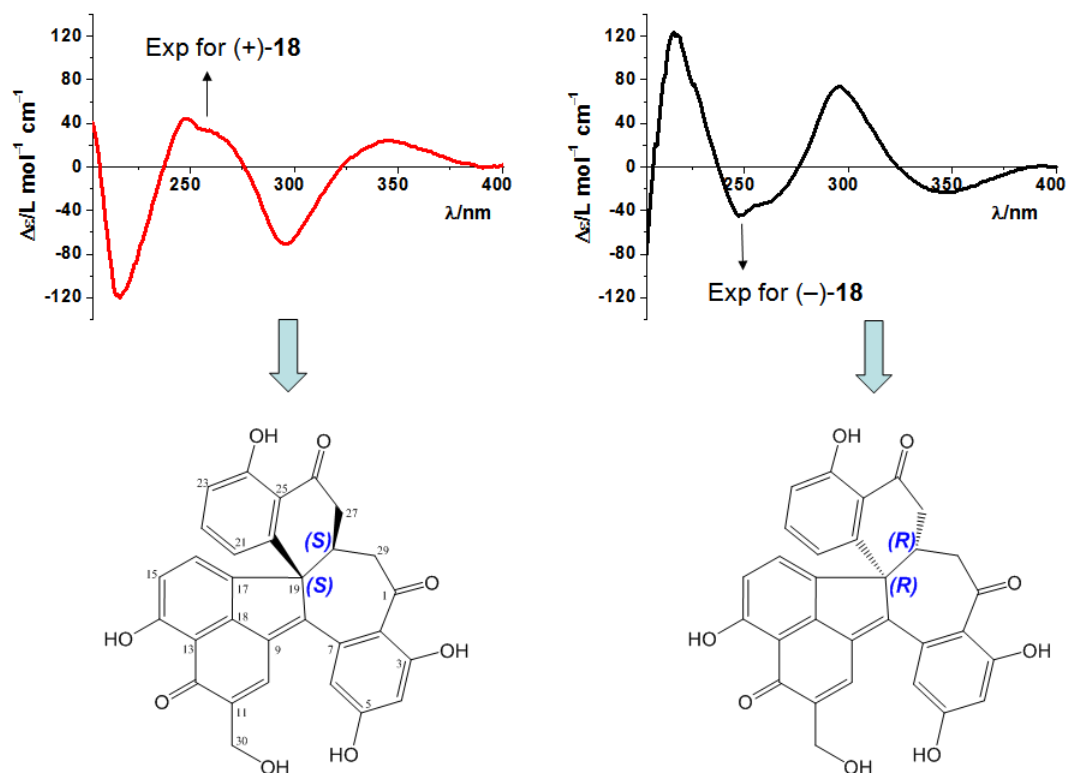 120
80
40
0
-40
-80
-120
Δε/L mol⁻¹ cm⁻¹
Exp for (+)-18
250
300
350
400
λ/nm
120
80
40
0
-40
-80
-120
Δε/L mol⁻¹ cm⁻¹
250
300
350
400
λ/nm
Exp for (–)-18
OH
O
23
25
27
21
(S)
29
15
17
19
(S)
O
1
18
HO
13
9
7
3
OH
O
11
5
30
HO
OH
OH
O
(R)
O
(R)
HO
OH
O
HO
OH